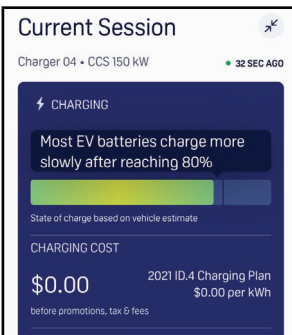 Current Session
Charger 04 • CCS 150 kW
32 SEC AGO
CHARGING
Most EV batteries charge more
slowly after reaching 80%
State of charge based on vehicle estimate
CHARGING COST
$0.00
2021 ID.4 Charging Plan
$0.00 per kWh
before promotions, tax & fees